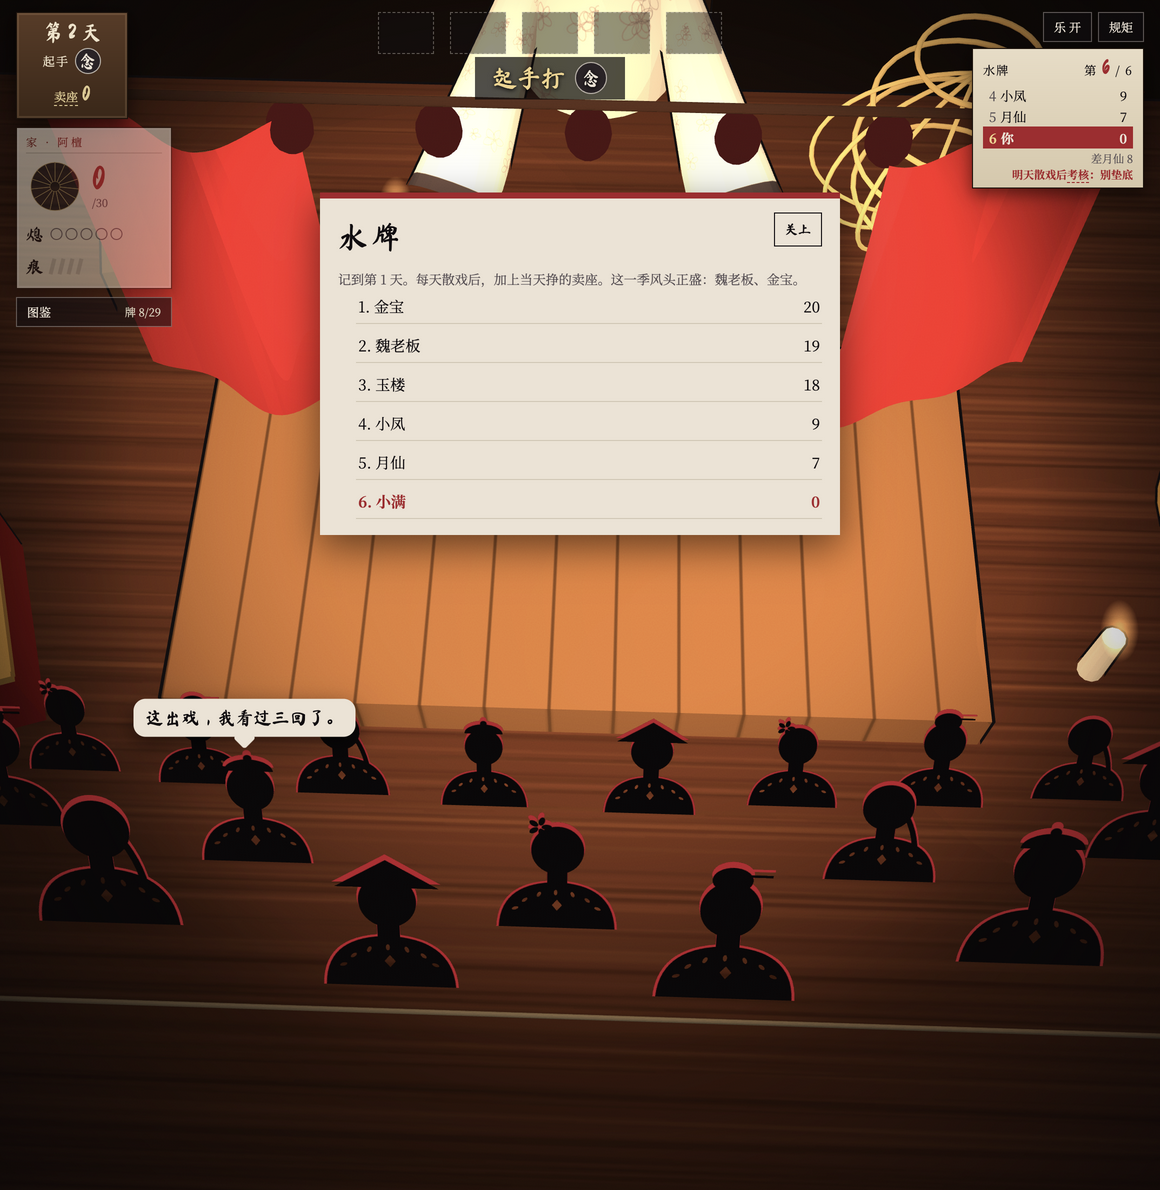 第2天
起手 念
卖座 0
起手打 念
乐开
规矩
水牌 第 6 / 6
4 小凤 9
5 月仙 7
6 你 0
差月仙 8
明天散戏后考核：别垫底
家 · 阿檀
0
/30
熄
痕
图鉴 牌 8/29
水牌
关上
记到第 1 天。每天散戏后，加上当天挣的卖座。这一季风头正盛：魏老板、金宝。
1. 金宝 20
2. 魏老板 19
3. 玉楼 18
4. 小凤 9
5. 月仙 7
6. 小满 0
这出戏，我看过三回了。